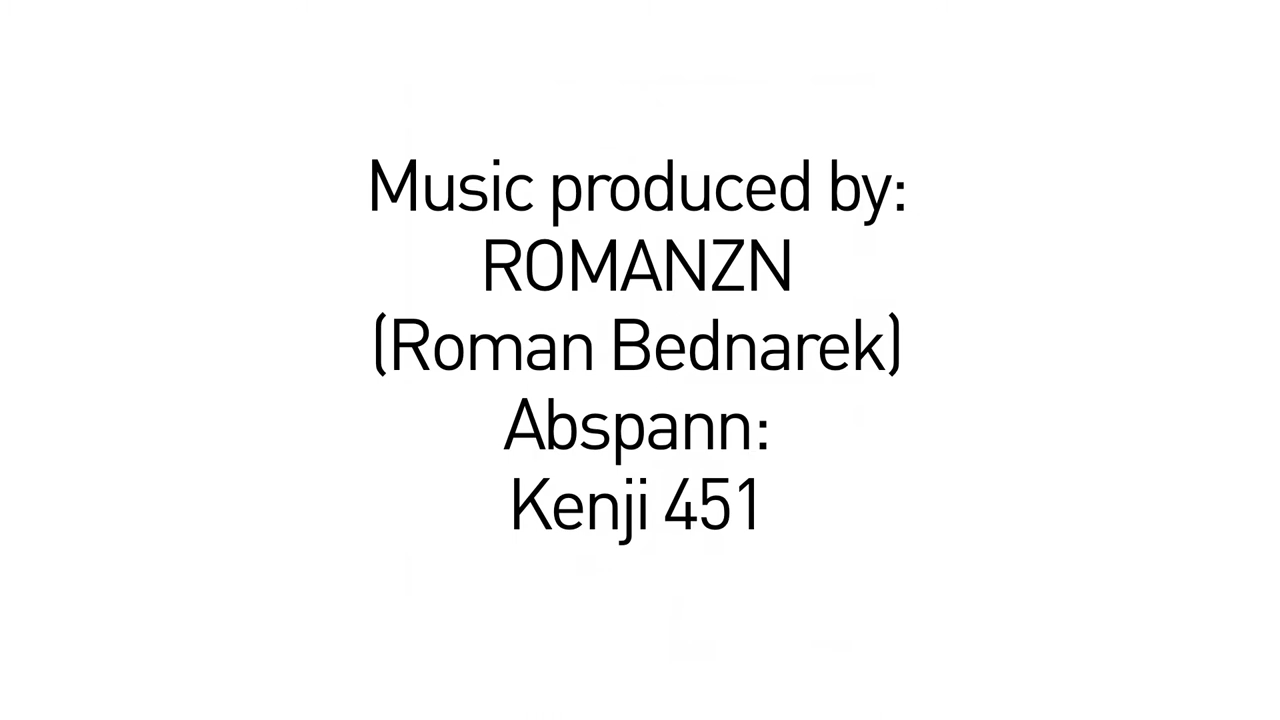 Music produced by:
ROMANZN
(Roman Bednarek)
Abspann:
Kenji 451